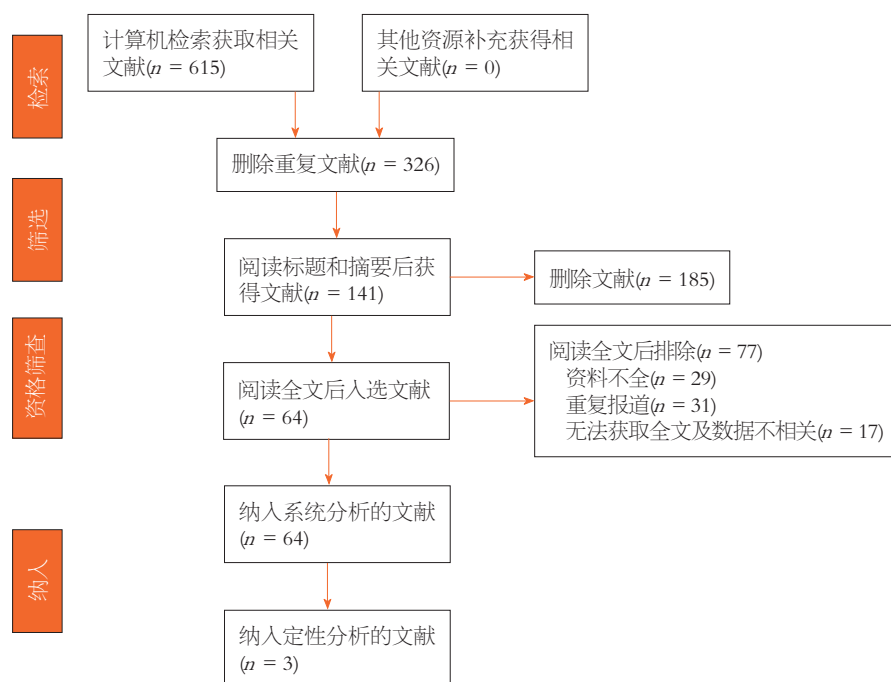 检索
计算机检索获取相关
文献(n = 615)
其他资源补充获得相
关文献(n = 0)
删除重复文献(n = 326)
筛选
阅读标题和摘要后获
得文献(n = 141)
删除文献(n = 185)
资格筛查
阅读全文后入选文献
(n = 64)
阅读全文后排除(n = 77)
资料不全(n = 29)
重复报道(n = 31)
无法获取全文及数据不相关(n = 17)
纳入系统分析的文献
(n = 64)
纳入
纳入定性分析的文献
(n = 3)